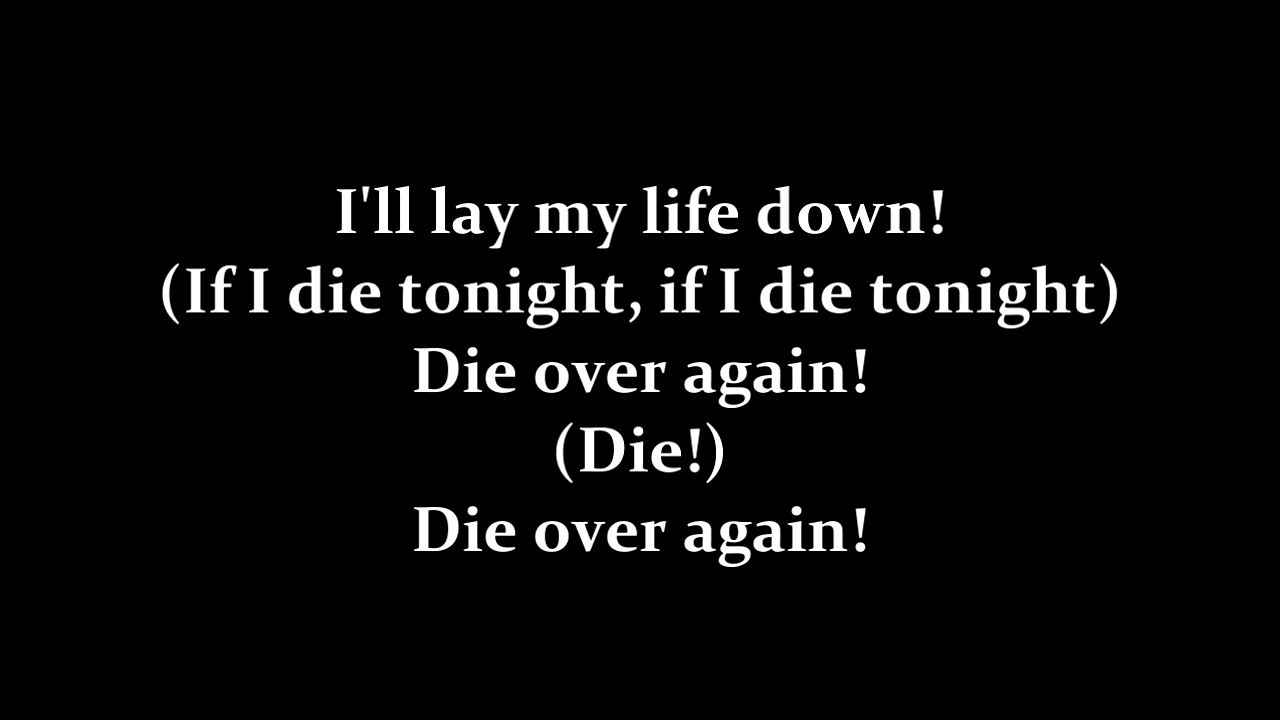 I'll lay my life down!
(If I die tonight, if I die tonight)
Die over again!
(Die!)
Die over again!